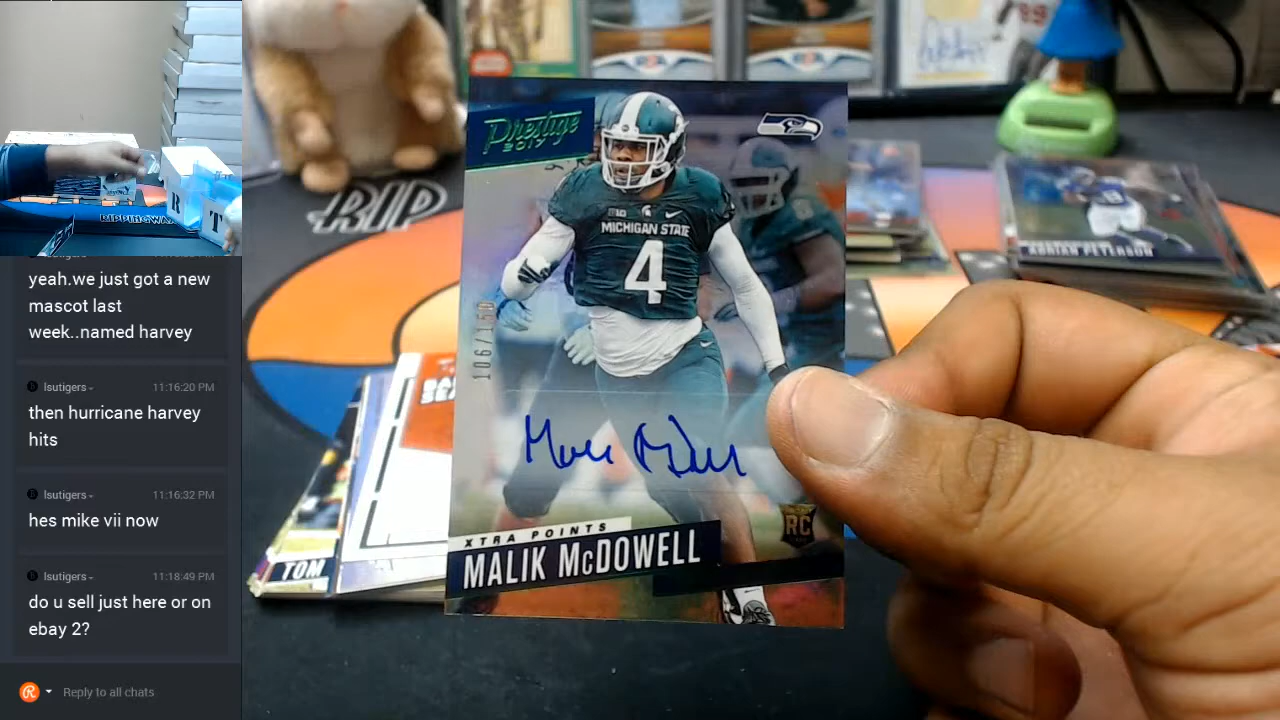 yeah.we just got a new
mascot last
week..named harvey
lsutigers
11:16:20 PM
then hurricane harvey
hits
lsutigers
11:16:32 PM
hes mike vii now
lsutigers
11:18:49 PM
do u sell just here or on
ebay 2?
Reply to all chats
RIP
Prestige
2017
B1G
MICHIGAN STATE
4
106/150
XTRA POINTS
MALIK McDOWELL
RC
TOM
ADRIAN PETERSON
89
R T